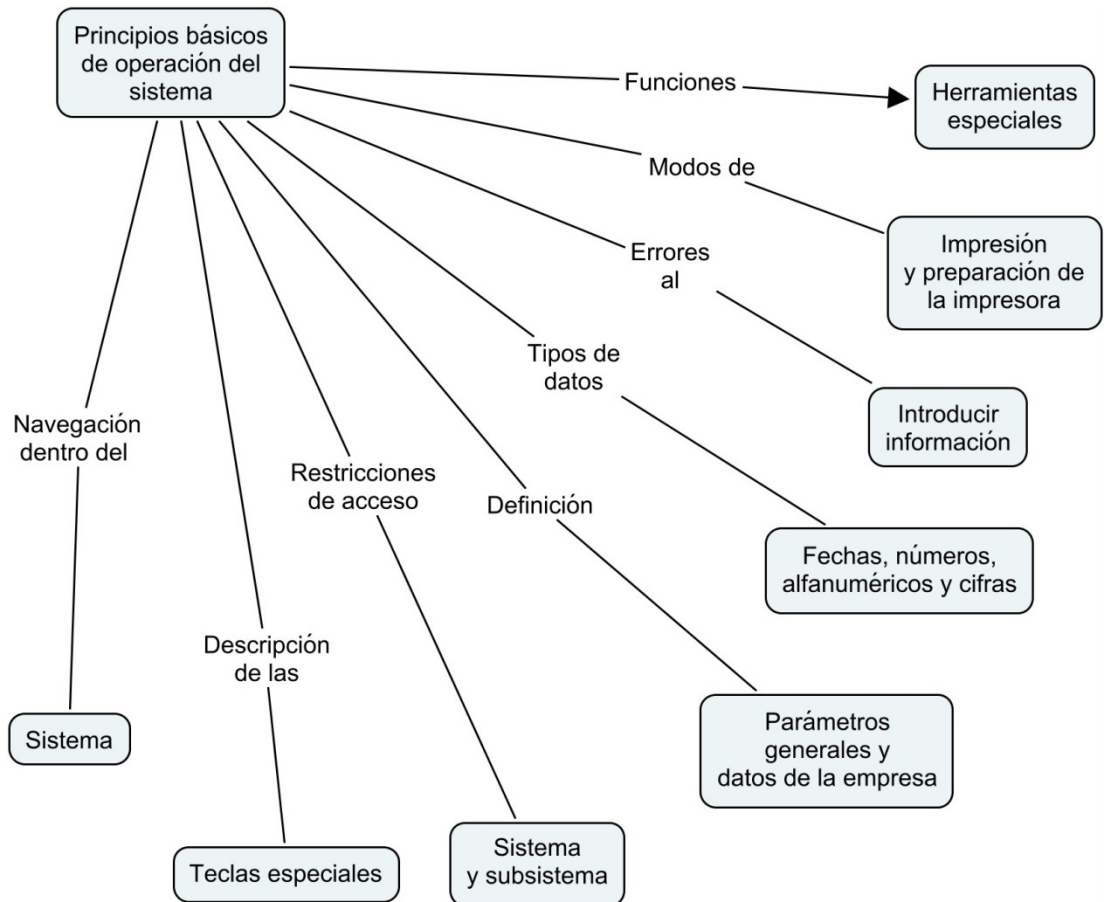 Principios básicos
de operación del
sistema
Funciones
Herramientas
especiales
Modos de
Impresión
y preparación de
la impresora
Errores
al
Introducir
información
Tipos de
datos
Fechas, números,
alfanuméricos y cifras
Definición
Parámetros
generales y
datos de la empresa
Restricciones
de acceso
Sistema
y subsistema
Descripción
de las
Teclas especiales
Navegación
dentro del
Sistema